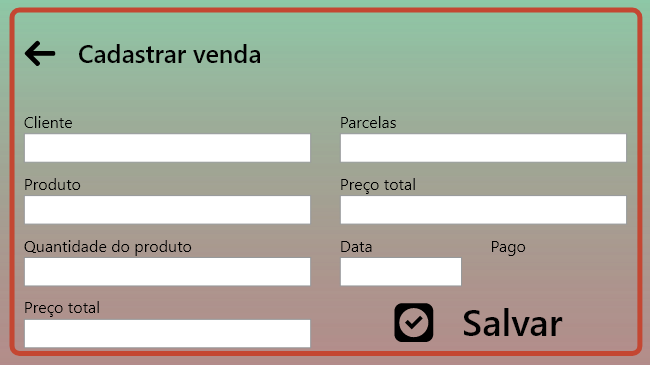 Cadastrar venda
Cliente
Parcelas
Produto
Preço total
Quantidade do produto
Data
Pago
Preço total
Salvar